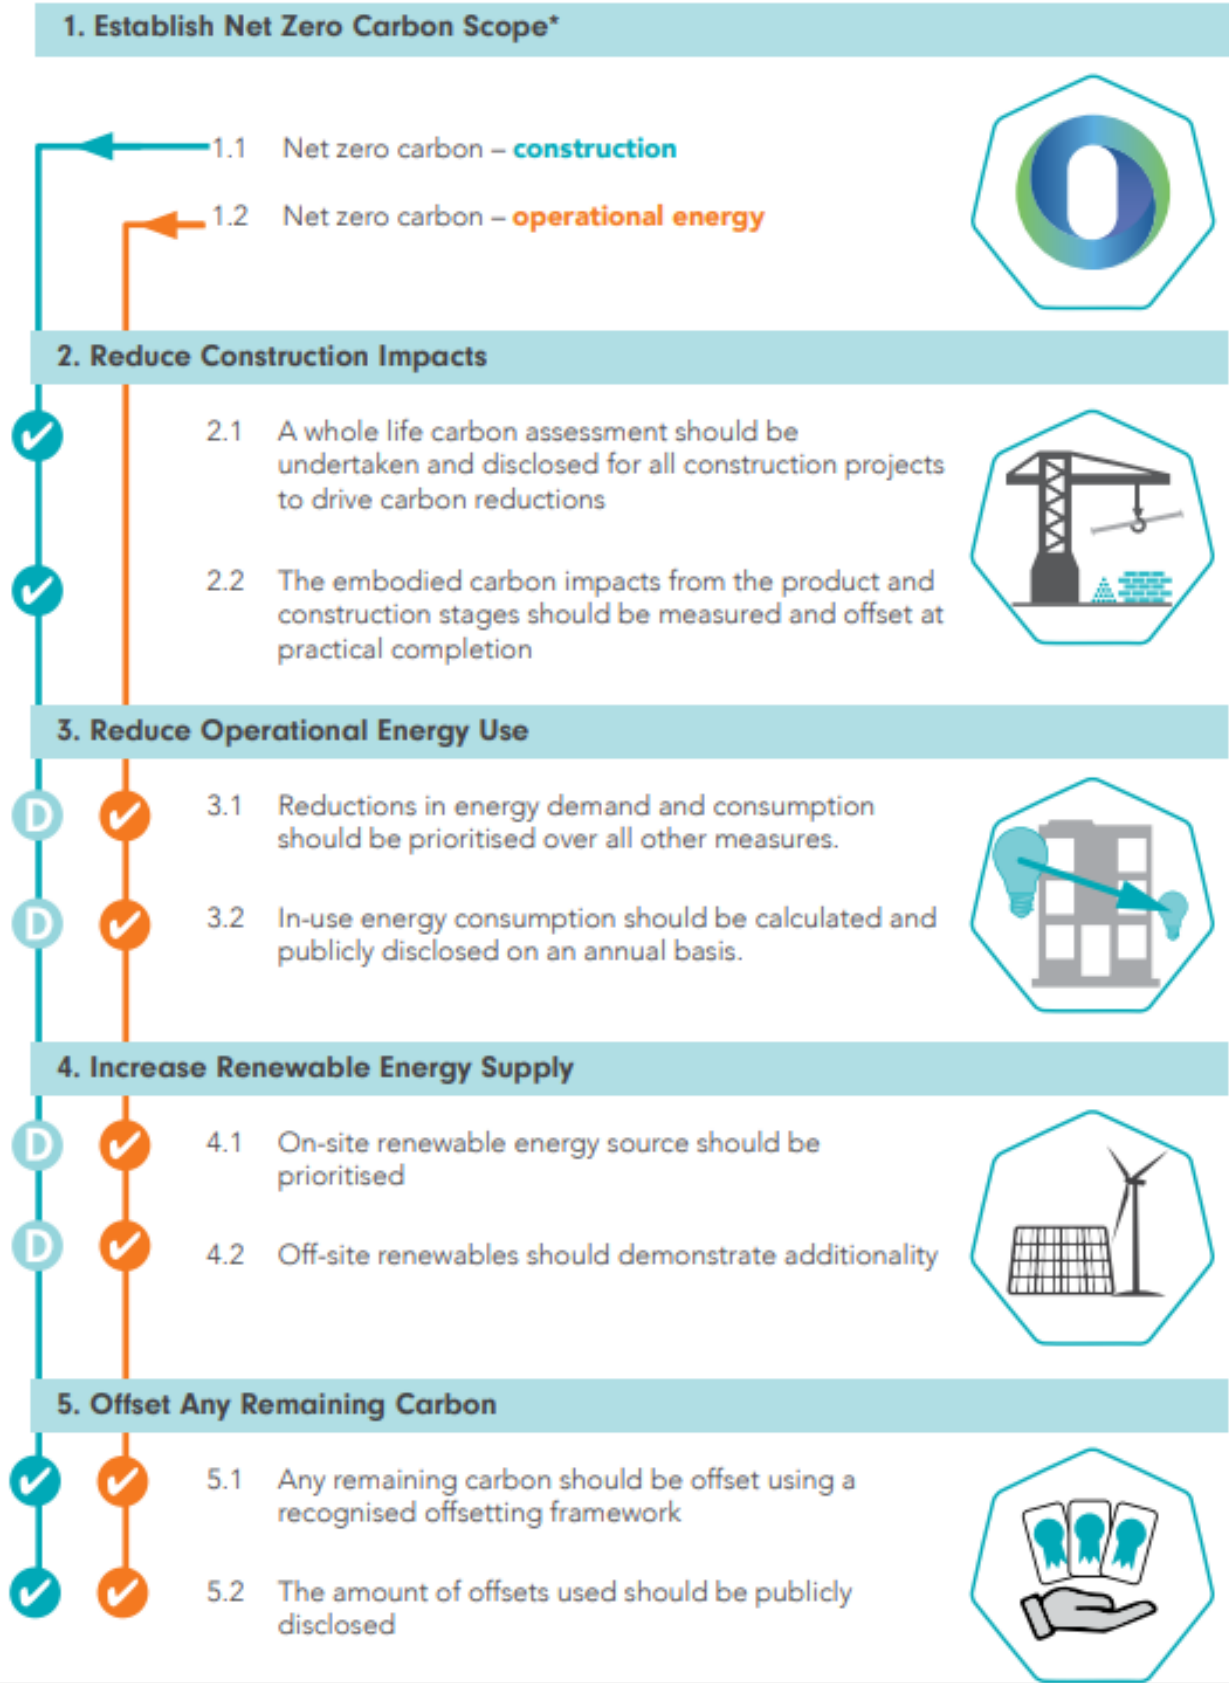 1. Establish Net Zero Carbon Scope*
1.1 Net zero carbon – construction
1.2 Net zero carbon – operational energy
2. Reduce Construction Impacts
2.1 A whole life carbon assessment should be
undertaken and disclosed for all construction projects
to drive carbon reductions
2.2 The embodied carbon impacts from the product and
construction stages should be measured and offset at
practical completion
3. Reduce Operational Energy Use
D 3.1 Reductions in energy demand and consumption
should be prioritised over all other measures.
D 3.2 In-use energy consumption should be calculated and
publicly disclosed on an annual basis.
4. Increase Renewable Energy Supply
D 4.1 On-site renewable energy source should be
prioritised
D 4.2 Off-site renewables should demonstrate additionality
5. Offset Any Remaining Carbon
5.1 Any remaining carbon should be offset using a
recognised offsetting framework
5.2 The amount of offsets used should be publicly
disclosed